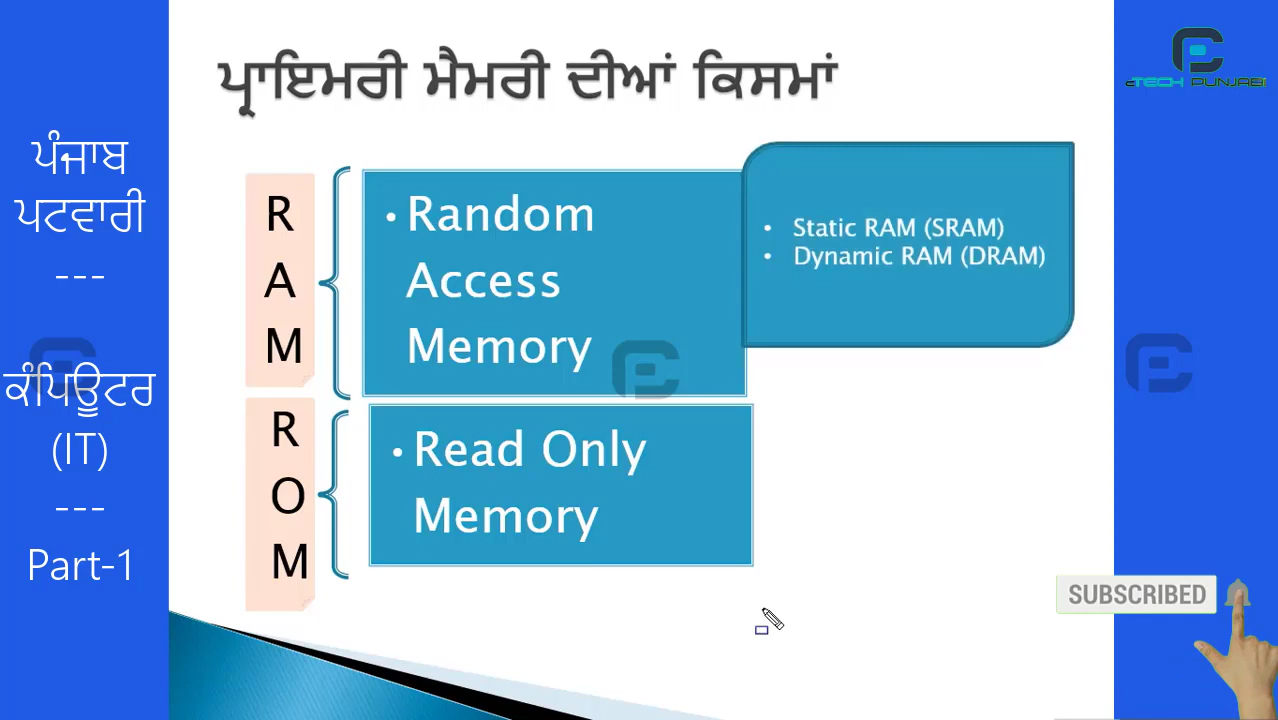 ਪ੍ਰਾਇਮਰੀ ਮੈਮਰੀ ਦੀਆਂ ਕਿਸਮਾਂ
eTECH PUNJABI
ਪੰਜਾਬ
ਪਟਵਾਰੀ
---
ਕੰਪਿਊਟਰ
(IT)
---
Part-1
R
A
M
• Random
Access
Memory
• Static RAM (SRAM)
• Dynamic RAM (DRAM)
R
O
M
• Read Only
Memory
SUBSCRIBED